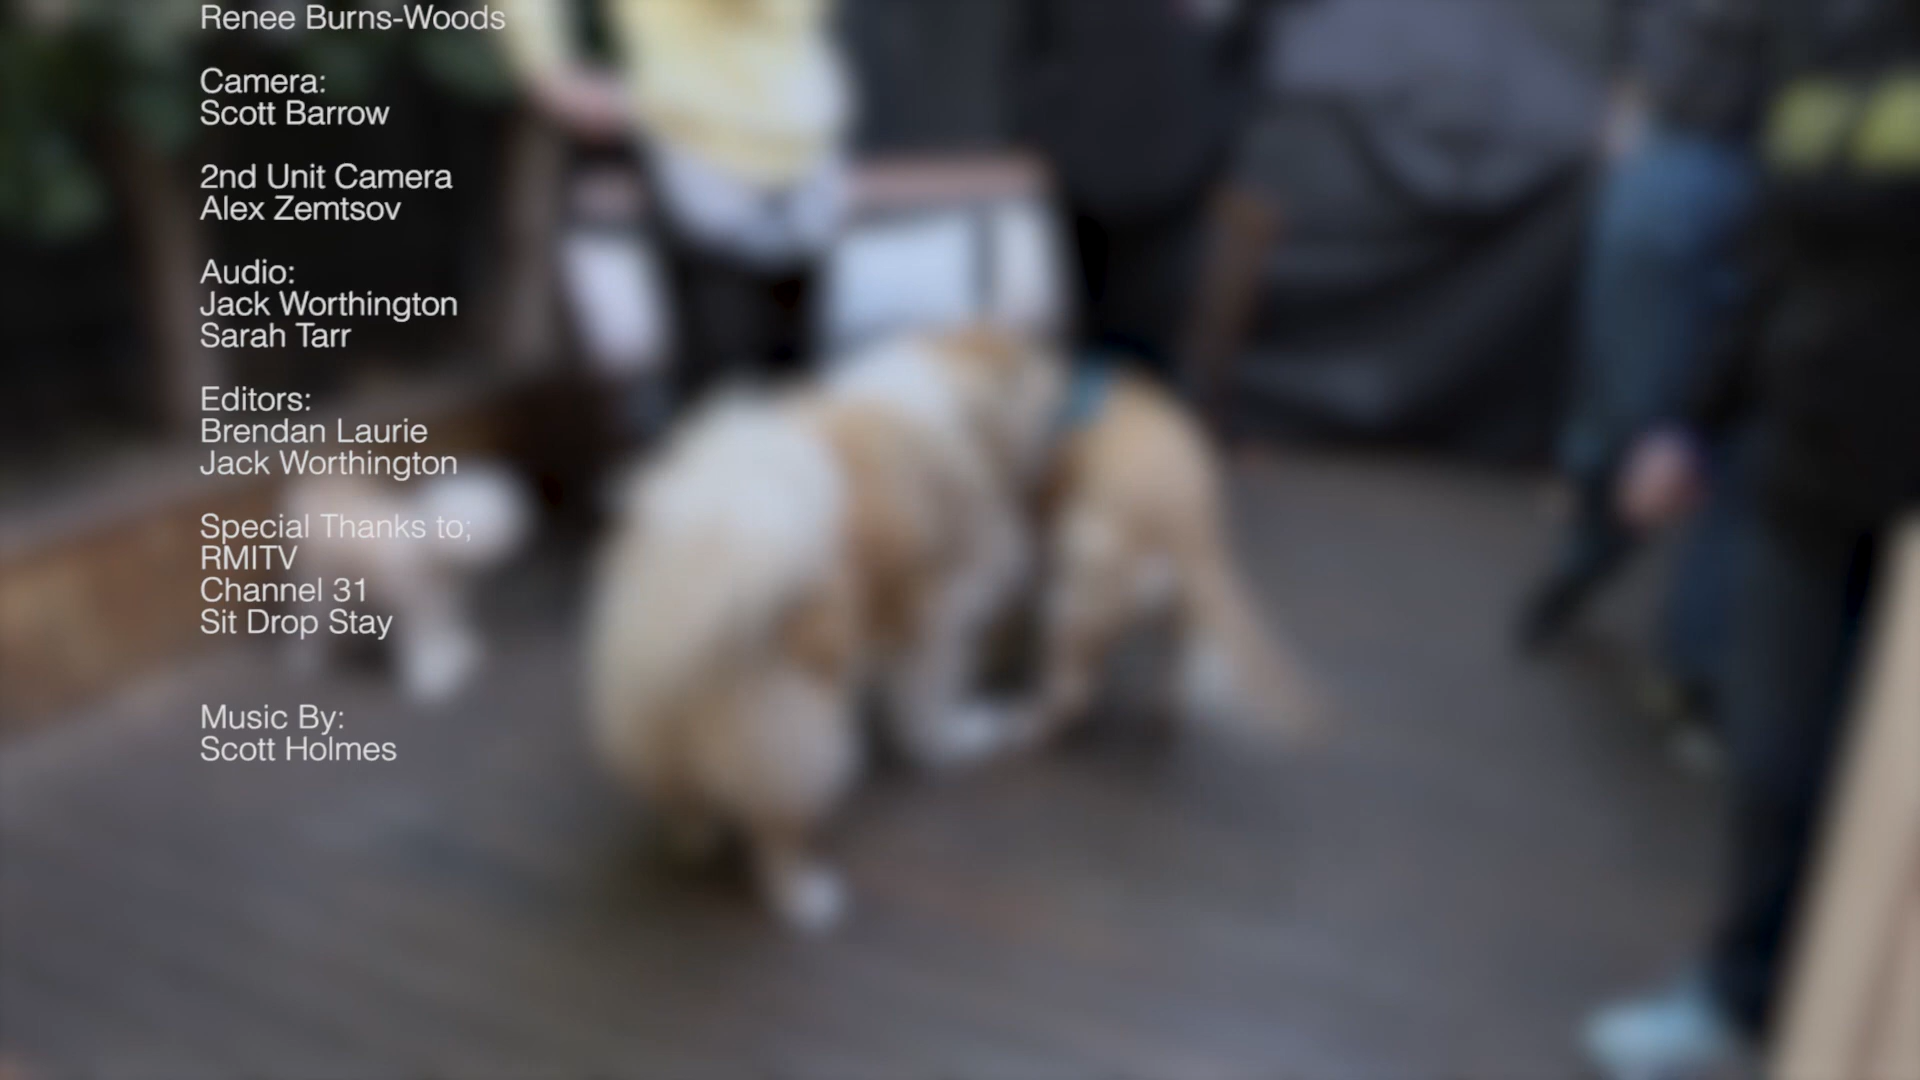 Renee Burns-Woods
Camera:
Scott Barrow
2nd Unit Camera
Alex Zemtsov
Audio:
Jack Worthington
Sarah Tarr
Editors:
Brendan Laurie
Jack Worthington
Special Thanks to;
RMITV
Channel 31
Sit Drop Stay
Music By:
Scott Holmes